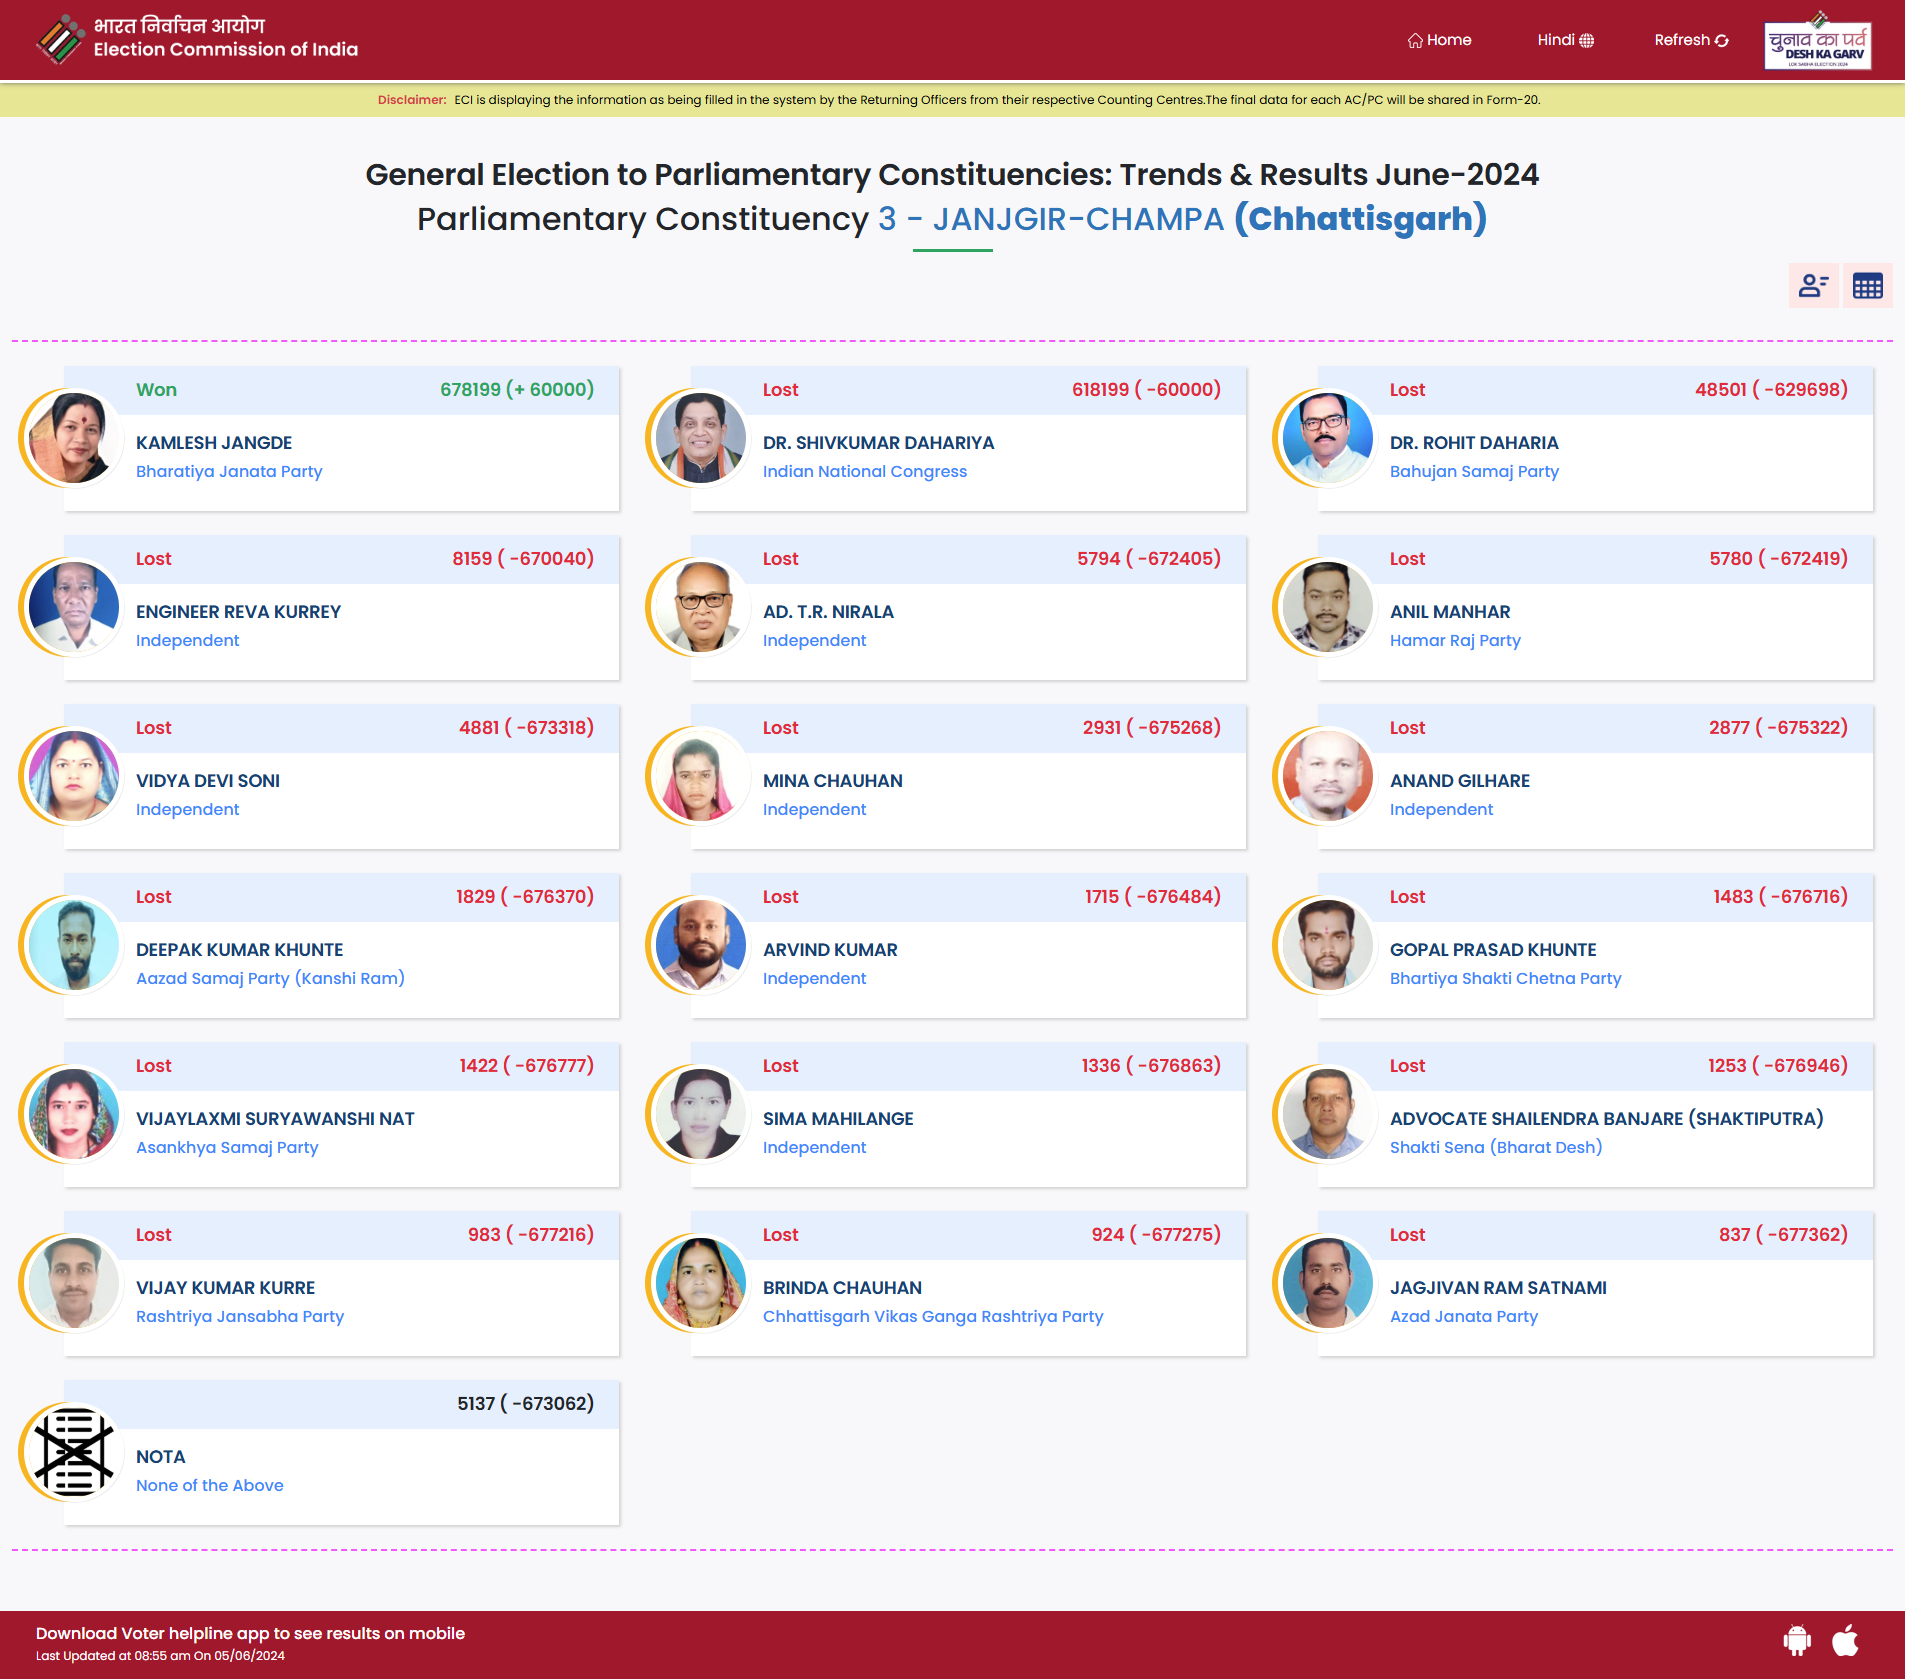 भारत निर्वाचन आयोग
Election Commission of India
Home
Hindi
Refresh
चुनाव का पर्व
DESH KA GARV
LOK SABHA ELECTION 2024
Disclaimer: ECI is displaying the information as being filled in the system by the Returning Officers from their respective Counting Centres.The final data for each AC/PC will be shared in Form-20.
General Election to Parliamentary Constituencies: Trends & Results June-2024
Parliamentary Constituency 3 - JANJGIR-CHAMPA (Chhattisgarh)
Won 678199 (+ 60000)
KAMLESH JANGDE
Bharatiya Janata Party
Lost 618199 ( -60000)
DR. SHIVKUMAR DAHARIYA
Indian National Congress
Lost 48501 ( -629698)
DR. ROHIT DAHARIA
Bahujan Samaj Party
Lost 8159 ( -670040)
ENGINEER REVA KURREY
Independent
Lost 5794 ( -672405)
AD. T.R. NIRALA
Independent
Lost 5780 ( -672419)
ANIL MANHAR
Hamar Raj Party
Lost 4881 ( -673318)
VIDYA DEVI SONI
Independent
Lost 2931 ( -675268)
MINA CHAUHAN
Independent
Lost 2877 ( -675322)
ANAND GILHARE
Independent
Lost 1829 ( -676370)
DEEPAK KUMAR KHUNTE
Aazad Samaj Party (Kanshi Ram)
Lost 1715 ( -676484)
ARVIND KUMAR
Independent
Lost 1483 ( -676716)
GOPAL PRASAD KHUNTE
Bhartiya Shakti Chetna Party
Lost 1422 ( -676777)
VIJAYLAXMI SURYAWANSHI NAT
Asankhya Samaj Party
Lost 1336 ( -676863)
SIMA MAHILANGE
Independent
Lost 1253 ( -676946)
ADVOCATE SHAILENDRA BANJARE (SHAKTIPUTRA)
Shakti Sena (Bharat Desh)
Lost 983 ( -677216)
VIJAY KUMAR KURRE
Rashtriya Jansabha Party
Lost 924 ( -677275)
BRINDA CHAUHAN
Chhattisgarh Vikas Ganga Rashtriya Party
Lost 837 ( -677362)
JAGJIVAN RAM SATNAMI
Azad Janata Party
5137 ( -673062)
NOTA
None of the Above
Download Voter helpline app to see results on mobile
Last Updated at 08:55 am On 05/06/2024